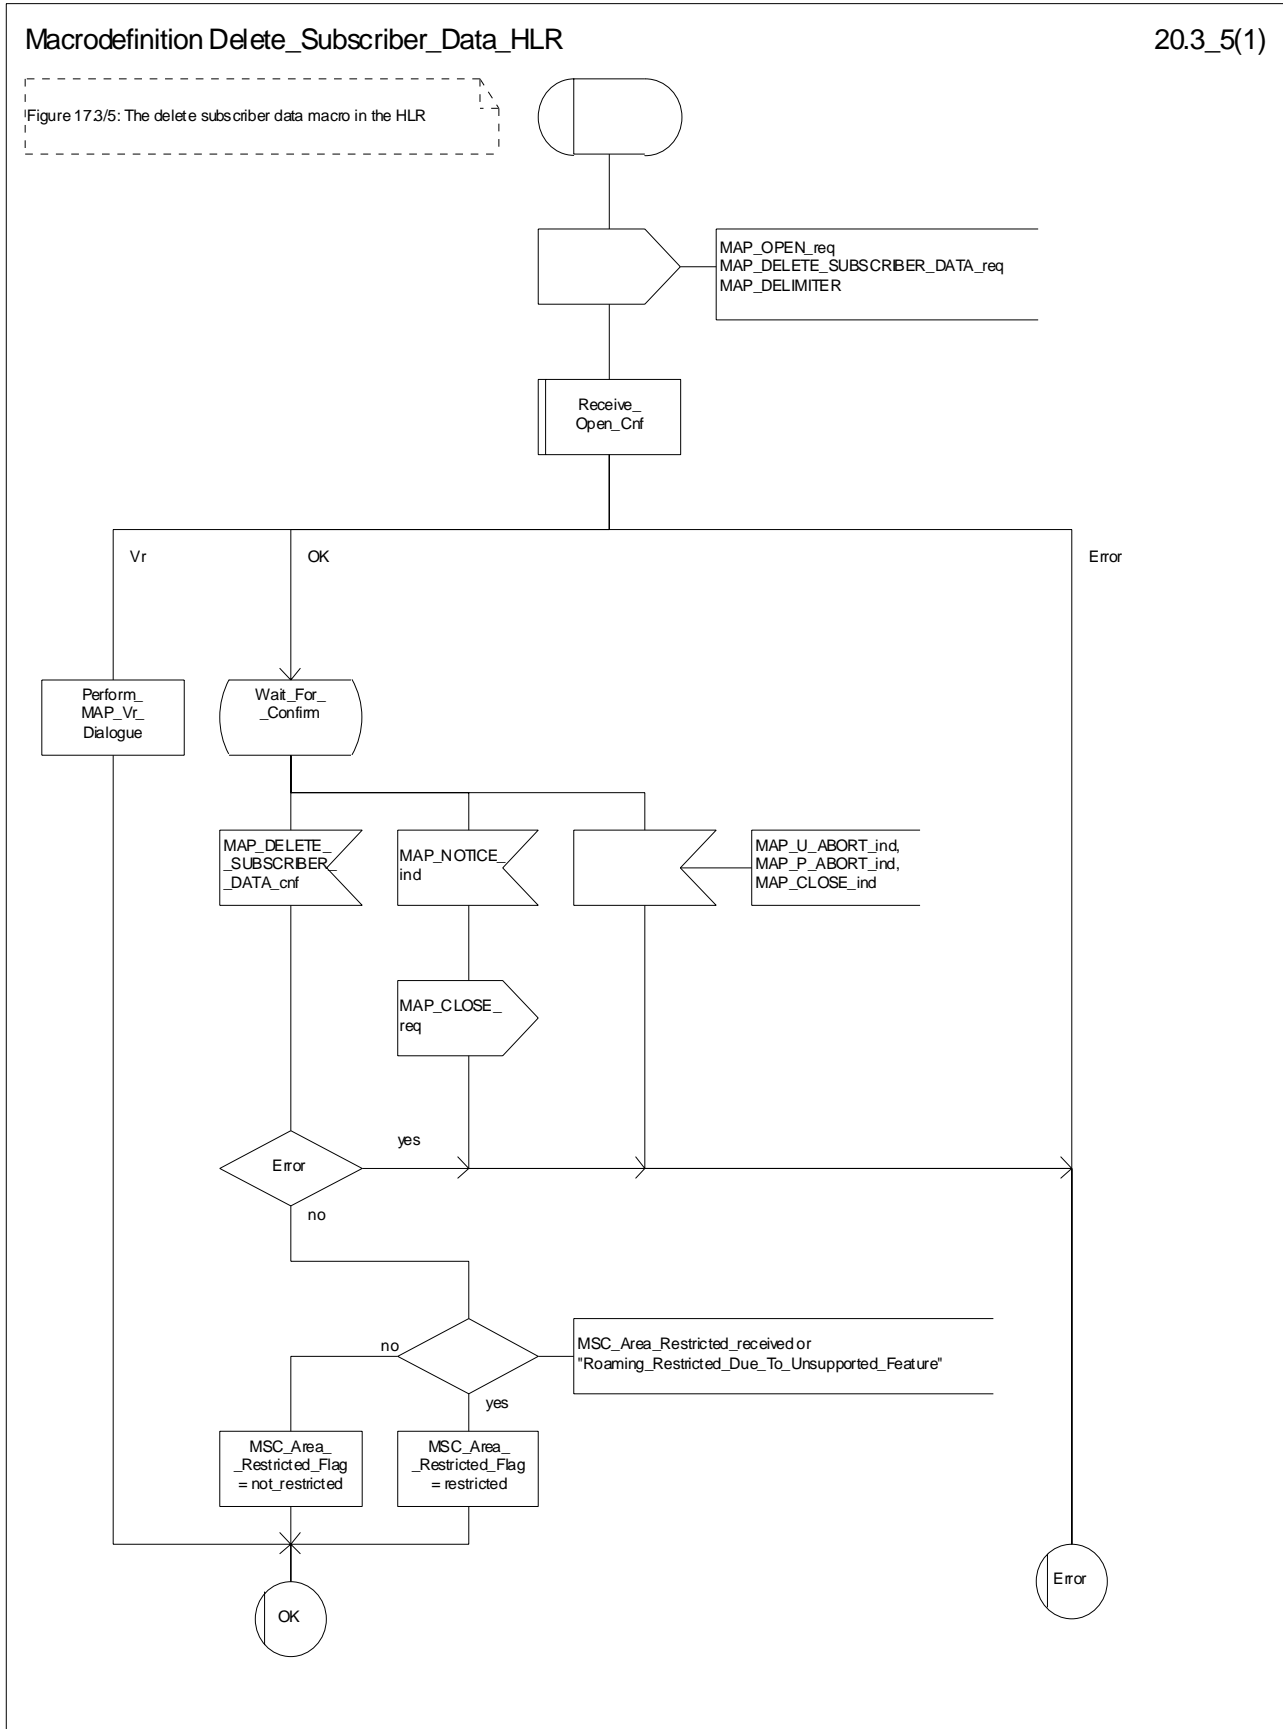 Macrodefinition Delete_Subscriber_Data_HLR
20.3_5(1)
Figure 17.3/5: The delete subscriber data macro in the HLR
MAP_OPEN_req
MAP_DELETE_SUBSCRIBER_DATA_req
MAP_DELIMITER
Receive_
Open_Cnf
Vr
OK
Error
Perform_
MAP_Vr_
Dialogue
Wait_For_
_Confirm
MAP_DELETE_
_SUBSCRIBER_
_DATA_cnf
MAP_NOTICE_
ind
MAP_U_ABORT_ind,
MAP_P_ABORT_ind,
MAP_CLOSE_ind
MAP_CLOSE_
req
Error
yes
no
MSC_Area_Restricted_received or
"Roaming_Restricted_Due_To_Unsupported_Feature"
no
yes
MSC_Area_
_Restricted_Flag
= not_restricted
MSC_Area_
_Restricted_Flag
= restricted
OK
Error